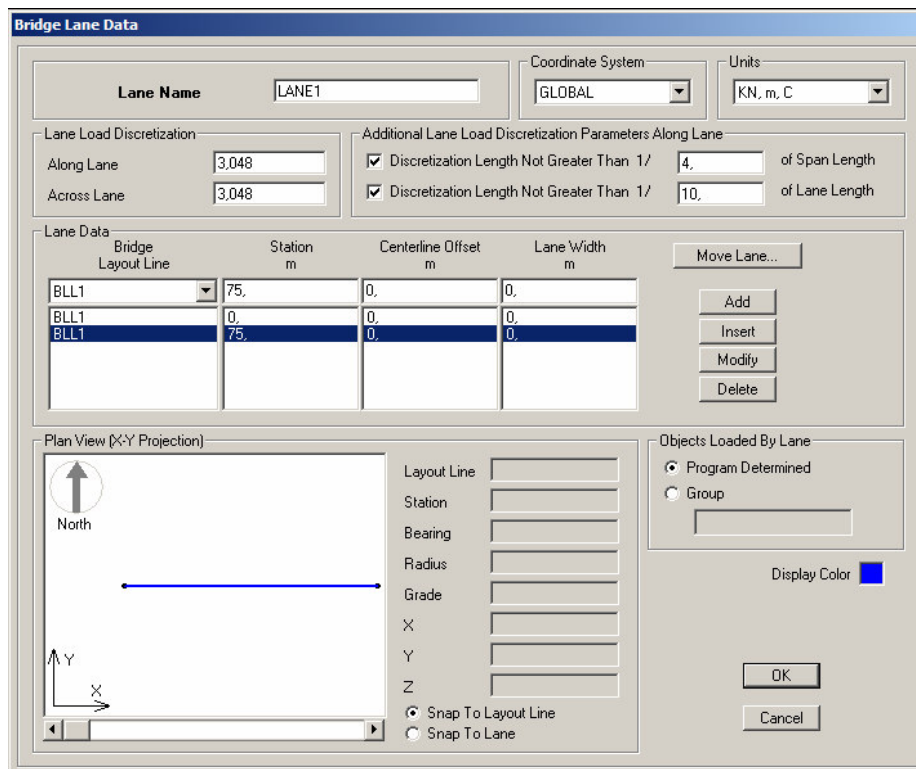 Bridge Lane Data
Coordinate System
Units
Lane Name
LANE1
GLOBAL
KN, m, C
Lane Load Discretization
Additional Lane Load Discretization Parameters Along Lane
Along Lane
3,048
Discretization Length Not Greater Than 1/
4,
of Span Length
Across Lane
3,048
Discretization Length Not Greater Than 1/
10,
of Lane Length
Lane Data
Bridge
Layout Line
Station
m
Centerline Offset
m
Lane Width
m
Move Lane...
BLL1 75, 0, 0,
BLL1 0, 0, 0,
BLL1 75, 0, 0,
Add
Insert
Modify
Delete
Plan View (X-Y Projection)
North
Y
X
Layout Line
Station
Bearing
Radius
Grade
X
Y
Z
Snap To Layout Line
Snap To Lane
Objects Loaded By Lane
Program Determined
Group
Display Color
OK
Cancel